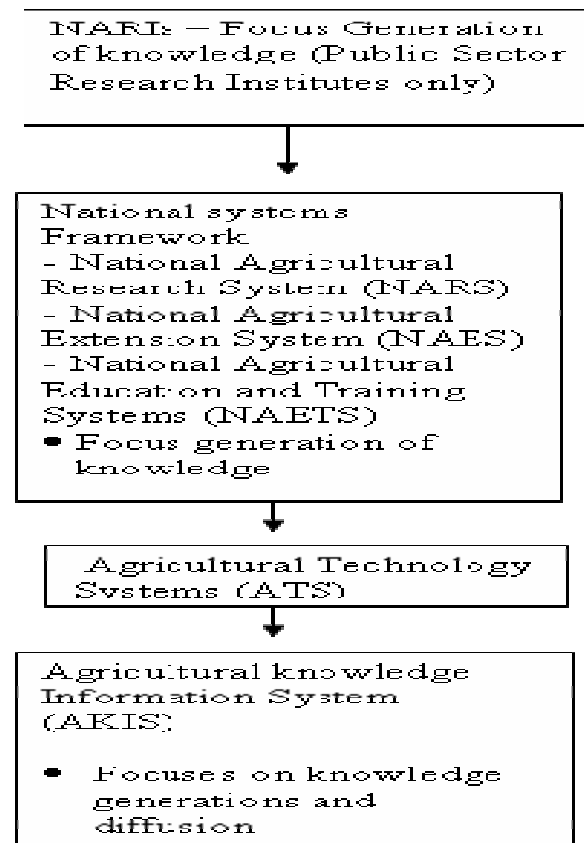 NARIs – Focus Generation
of knowledge (Public Sector
Research Institutes only)
National systems
Framework
- National Agricultural
Research System (NARS)
- National Agricultural
Extension System (NAES)
- National Agricultural
Education and Training
Systems (NAETS)
• Focus generation of
knowledge
Agricultural Technology
Systems (ATS)
Agricultural knowledge
Information System
(AKIS)
• Focuses on knowledge
generations and
diffusion